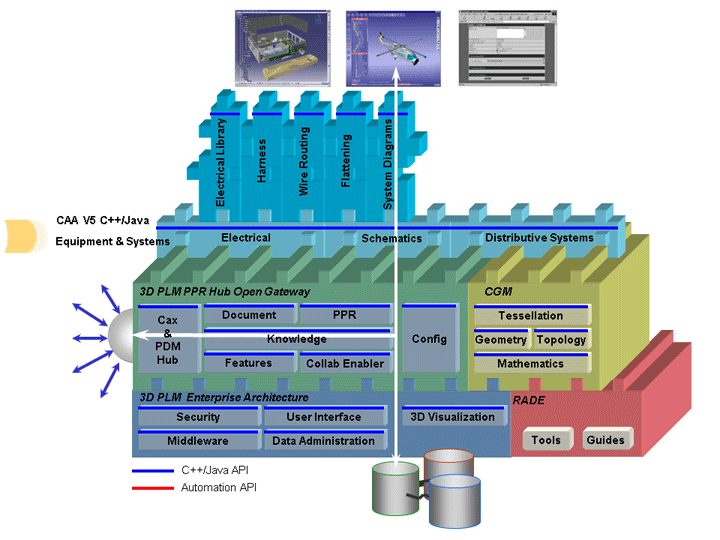 Electrical Library
Harness
Wire Routing
Flattening
System Diagrams
CAA V5 C++/Java
Equipment & Systems
Electrical
Schematics
Distributive Systems
3D PLM PPR Hub Open Gateway
CGM
Cax
&
PDM
Hub
Document
PPR
Knowledge
Features
Collab Enabler
Config
Tessellation
Geometry
Topology
Mathematics
3D PLM Enterprise Architecture
RADE
Security
User Interface
3D Visualization
Middleware
Data Administration
Tools
Guides
C++/Java API
Automation API